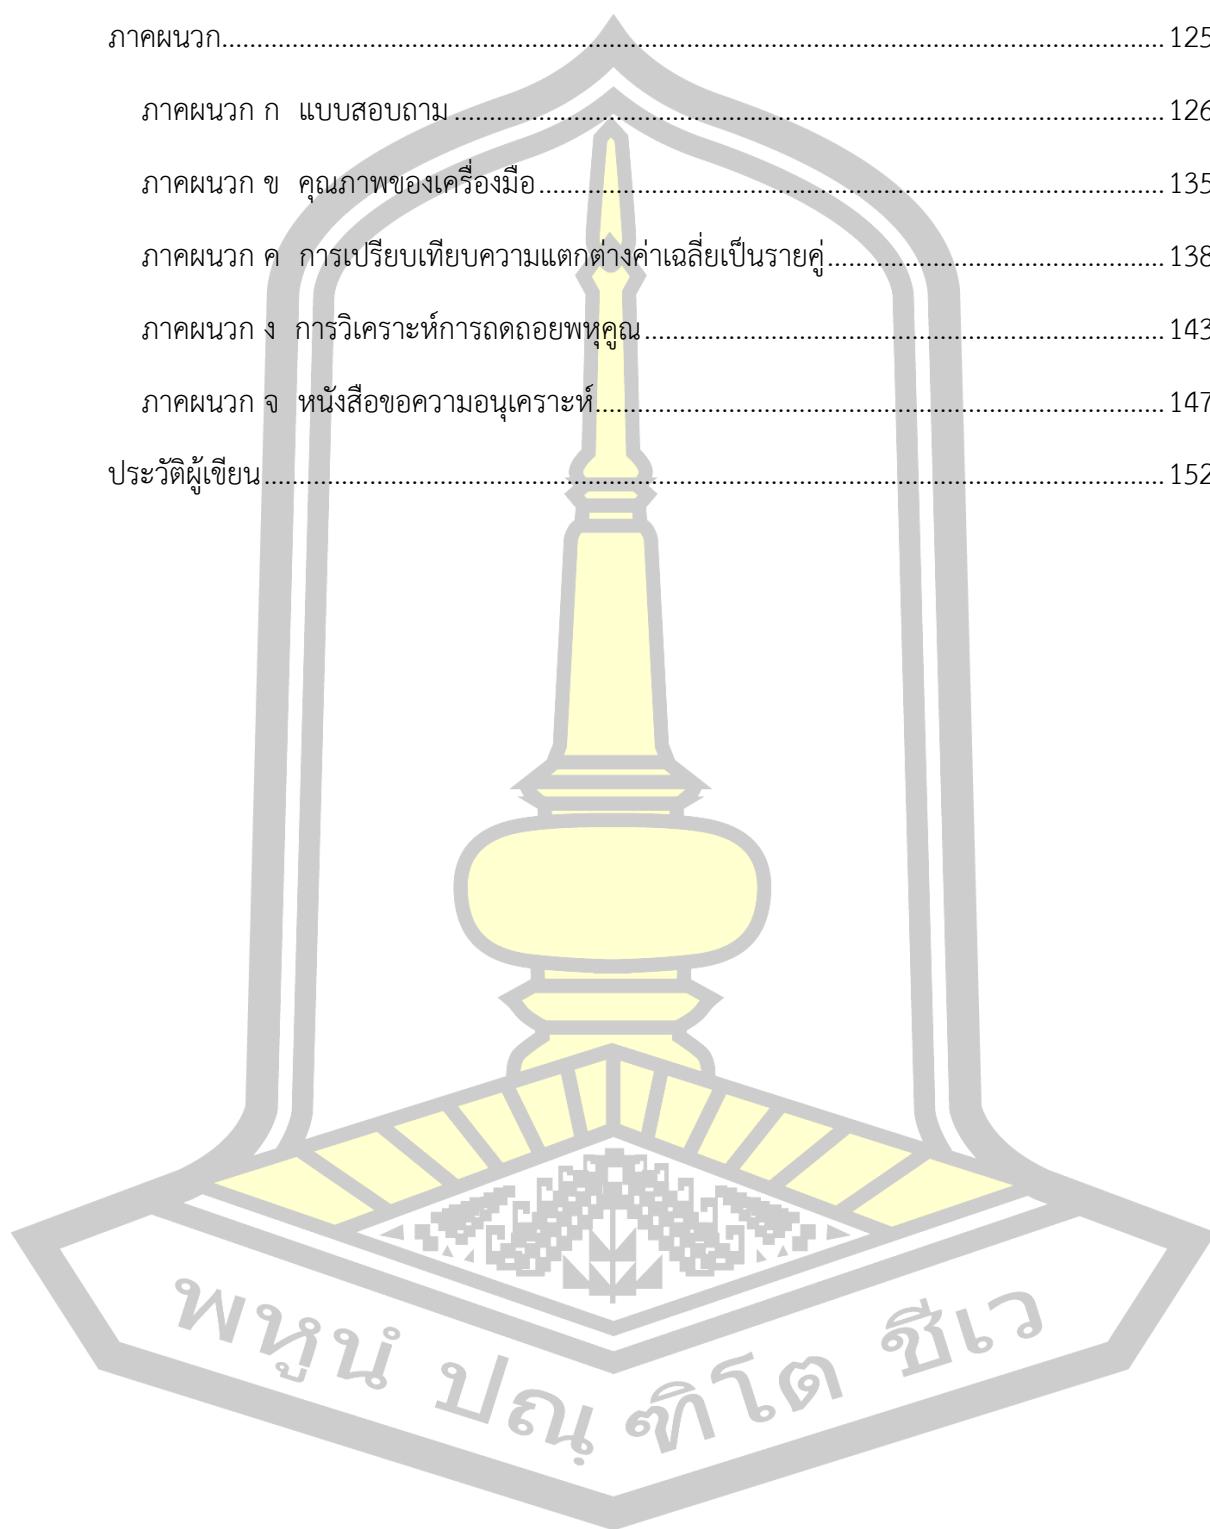 ภาคผนวก........................................................................................................................................ 125
ภาคผนวก ก แบบสอบถาม ...................................................................................................... 126
ภาคผนวก ข คุณภาพของเครื่องมือ.......................................................................................... 135
ภาคผนวก ค การเปรียบเทียบความแตกต่างค่าเฉลี่ยเป็นรายคู่................................................ 138
ภาคผนวก ง การวิเคราะห์การถดถอยพหุคูณ........................................................................... 143
ภาคผนวก จ หนังสือขอความอนุเคราะห์.................................................................................. 147
ประวัติผู้เขียน.................................................................................................................................. 152
พหูนํ ปณฺฑิโต ชีเว